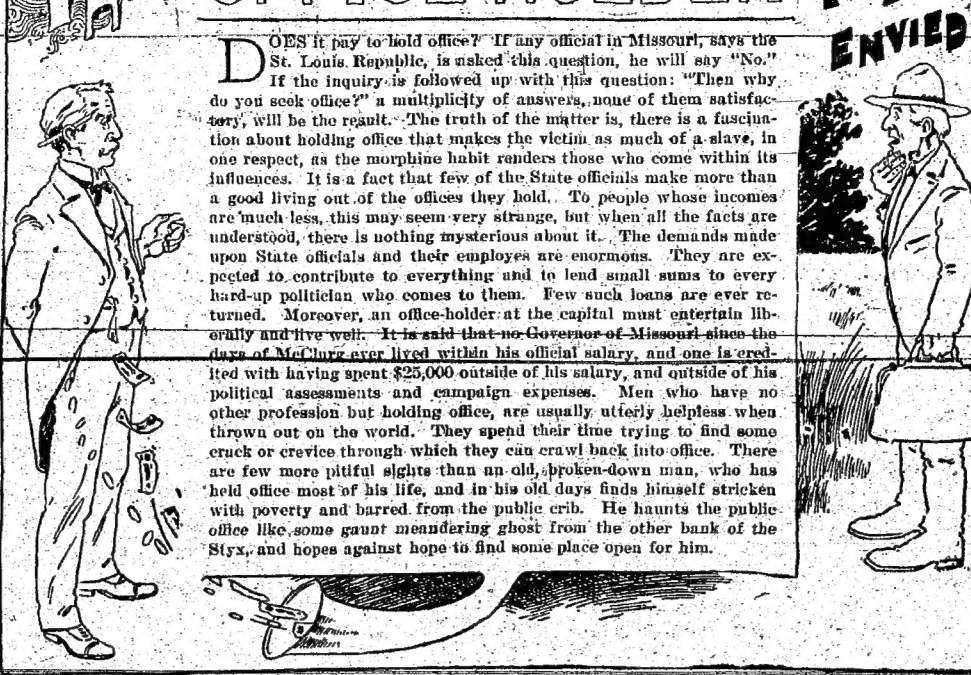 ENVIED
DOES it pay to hold office? If any official in Missouri, says the
St. Louis Republic, is asked this question, he will say "No."
If the inquiry is followed up with this question: "Then why
do you seek office?" a multiplicity of answers, none of them satisfac-
tory, will be the result. The truth of the matter is, there is a fascina-
tion about holding office that makes the victim as much of a slave, in
one respect, as the morphine habit renders those who come within its
influences. It is a fact that few of the State officials make more than
a good living out of the offices they hold. To people whose incomes
are much less, this may seem very strange, but when all the facts are
understood, there is nothing mysterious about it. The demands made
upon State officials and their employes are enormous. They are ex-
pected to contribute to everything and to lend small sums to every
hard-up politician who comes to them. Few such loans are ever re-
turned. Moreover, an office-holder at the capital must entertain lib-
erally and live well. It is said that no Governor of Missouri since the
days of McClurg ever lived within his official salary, and one is cred-
ited with having spent $25,000 outside of his salary, and outside of his
political assessments and campaign expenses. Men who have no
other profession but holding office, are usually utterly helpless when
thrown out on the world. They spend their time trying to find some
crack or crevice through which they can crawl back into office. There
are few more pitiful sights than an old, broken-down man, who has
held office most of his life, and in his old days finds himself stricken
with poverty and barred from the public crib. He haunts the public
office like some gaunt meandering ghost from the other bank of the
Styx, and hopes against hope to find some place open for him.